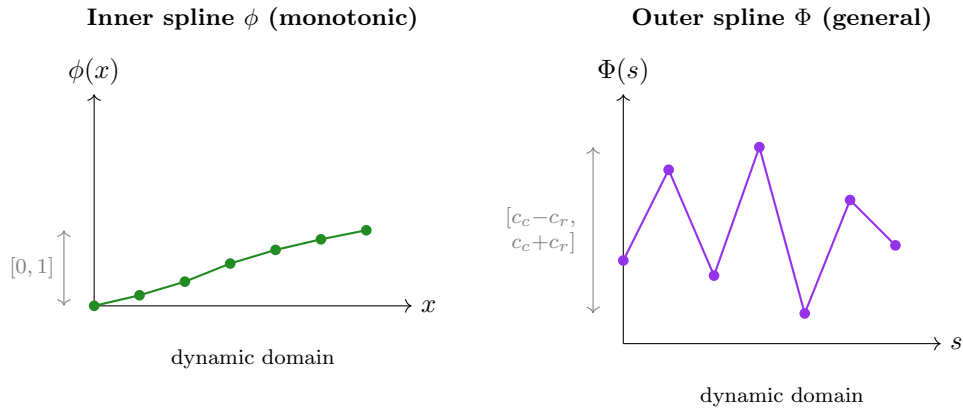 Inner spline ϕ (monotonic)
ϕ(x)
[0, 1]
x
dynamic domain
Outer spline Φ (general)
Φ(s)
[c_c−c_r,
c_c+c_r]
s
dynamic domain